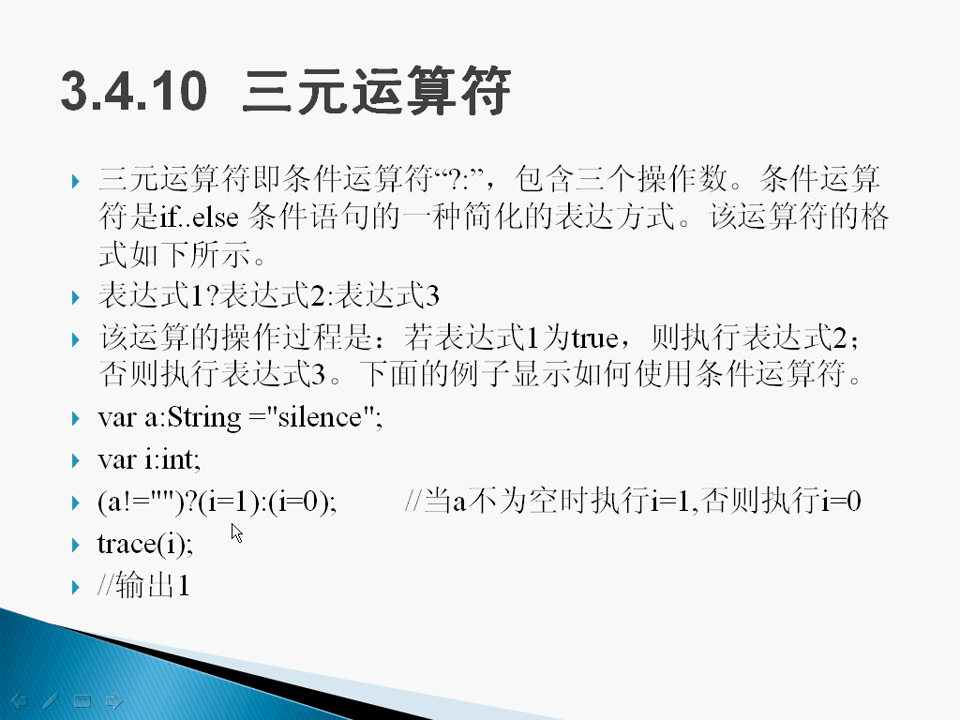 3.4.10 三元运算符
三元运算符即条件运算符“?:”，包含三个操作数。条件运算
符是if..else 条件语句的一种简化的表达方式。该运算符的格
式如下所示。
表达式1?表达式2:表达式3
该运算的操作过程是：若表达式1为true，则执行表达式2；
否则执行表达式3。下面的例子显示如何使用条件运算符。
var a:String ="silence";
var i:int;
(a!="")?(i=1):(i=0); //当a不为空时执行i=1,否则执行i=0
trace(i);
//输出1